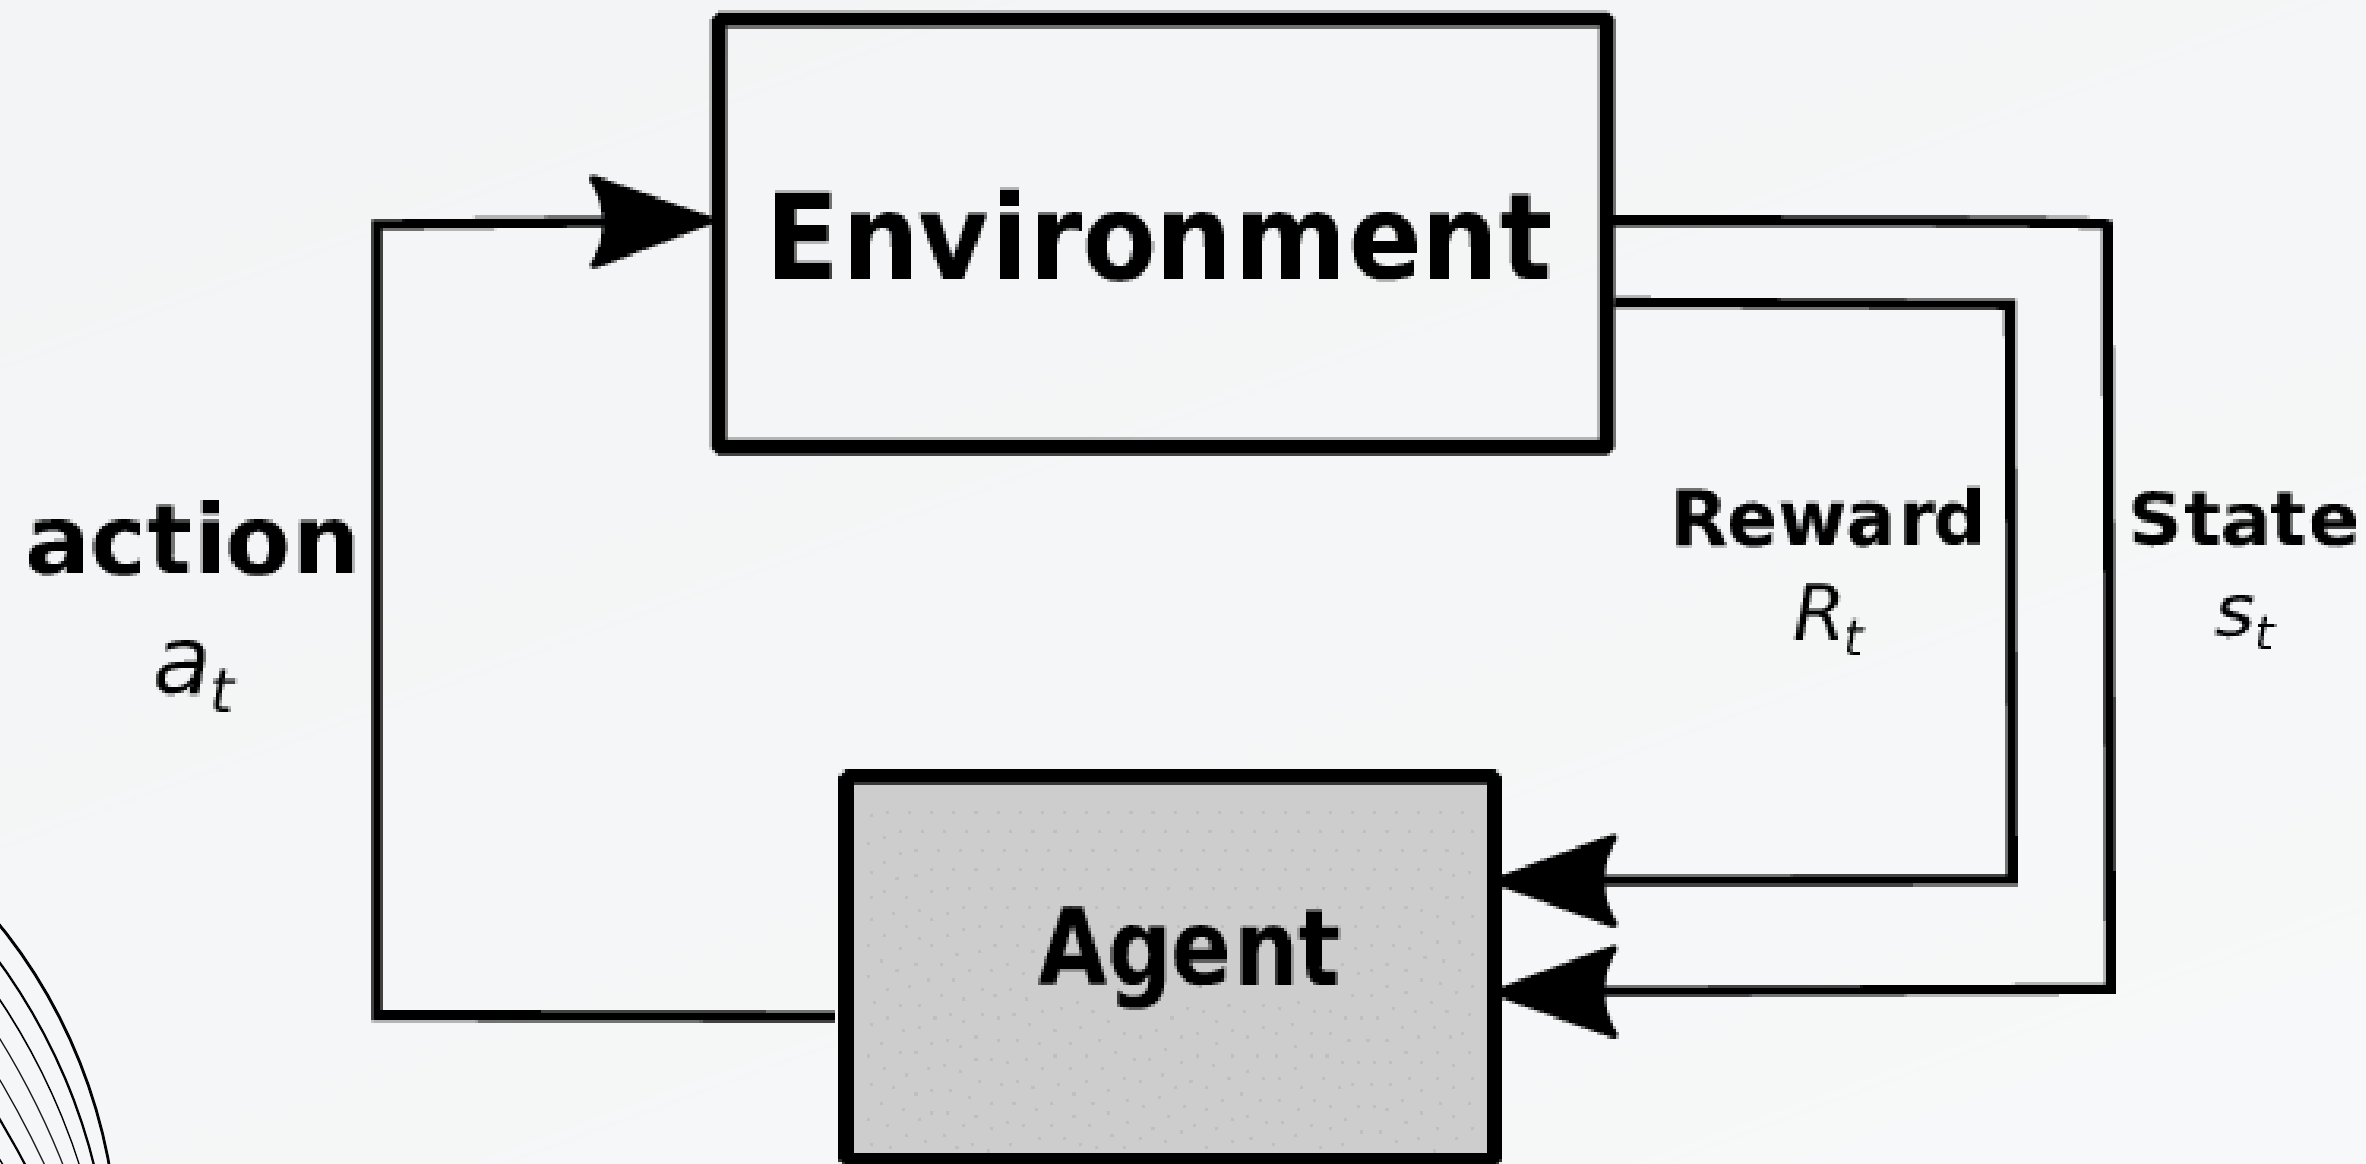 Environment
action
a_t
Reward
R_t
State
s_t
Agent